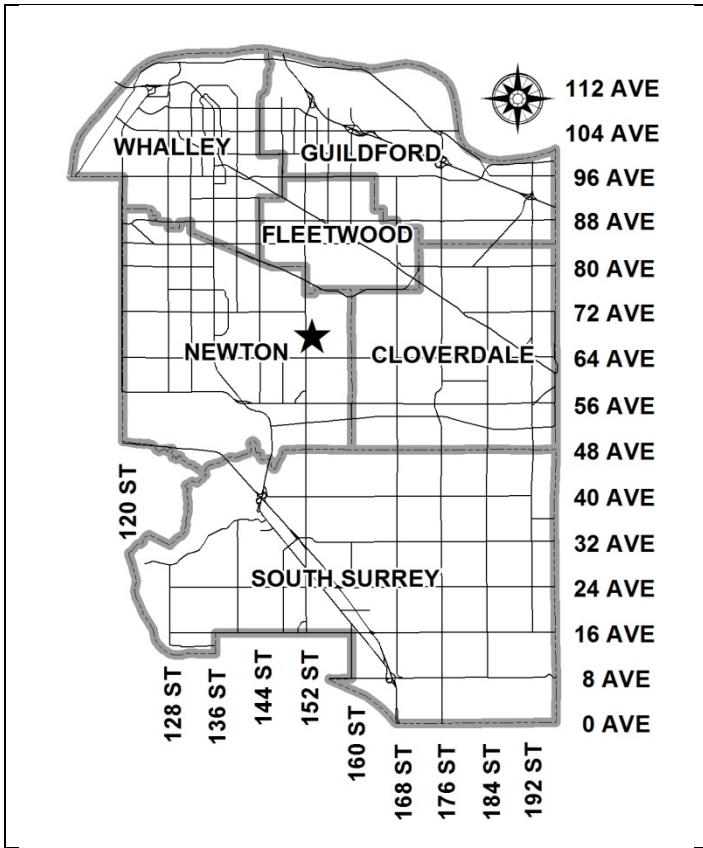 112 AVE
104 AVE
WHALLEY
GUILDFORD
96 AVE
88 AVE
FLEETWOOD
80 AVE
72 AVE
NEWTON
CLOVERDALE
64 AVE
56 AVE
48 AVE
120 ST
40 AVE
32 AVE
SOUTH SURREY
24 AVE
16 AVE
8 AVE
0 AVE
128 ST
136 ST
144 ST
152 ST
160 ST
168 ST
176 ST
184 ST
192 ST